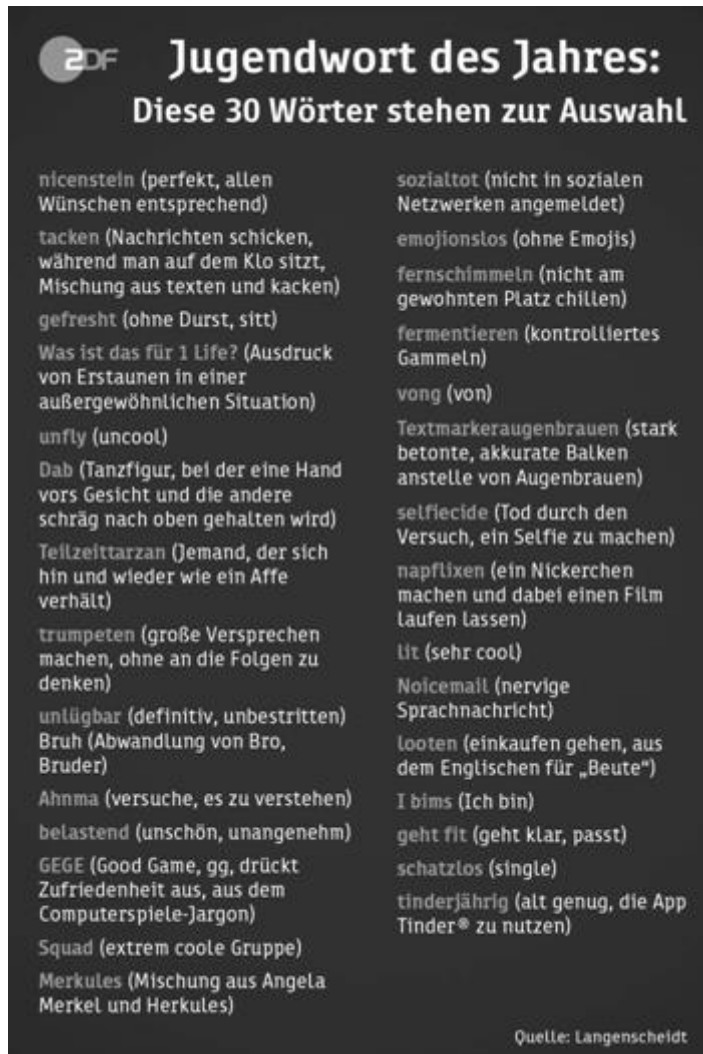 ZDF
Jugendwort des Jahres:
Diese 30 Wörter stehen zur Auswahl
nicenstein (perfekt, allen
Wünschen entsprechend)
tacken (Nachrichten schicken,
während man auf dem Klo sitzt,
Mischung aus texten und kacken)
gefresht (ohne Durst, sitt)
Was ist das für 1 Life? (Ausdruck
von Erstaunen in einer
außergewöhnlichen Situation)
unfly (uncool)
Dab (Tanzfigur, bei der eine Hand
vors Gesicht und die andere
schräg nach oben gehalten wird)
Teilzeittarzan (Jemand, der sich
hin und wieder wie ein Affe
verhält)
trumpeten (große Versprechen
machen, ohne an die Folgen zu
denken)
unlügbar (definitiv, unbestritten)
Bruh (Abwandlung von Bro,
Bruder)
Ahnma (versuche, es zu verstehen)
belastend (unschön, unangenehm)
GEGE (Good Game, gg, drückt
Zufriedenheit aus, aus dem
Computerspiele-Jargon)
Squad (extrem coole Gruppe)
Merkules (Mischung aus Angela
Merkel und Herkules)
sozialtot (nicht in sozialen
Netzwerken angemeldet)
emojionslos (ohne Emojis)
fernschimmeln (nicht am
gewohnten Platz chillen)
fermentieren (kontrolliertes
Gammeln)
vong (von)
Textmarkeraugenbrauen (stark
betonte, akkurate Balken
anstelle von Augenbrauen)
selfiecide (Tod durch den
Versuch, ein Selfie zu machen)
napflixen (ein Nickerchen
machen und dabei einen Film
laufen lassen)
lit (sehr cool)
Noicemail (nervige
Sprachnachricht)
looten (einkaufen gehen, aus
dem Englischen für „Beute“)
I bims (Ich bin)
geht fit (geht klar, passt)
schatzlos (single)
tinderjährig (alt genug, die App
Tinder® zu nutzen)
Quelle: Langenscheidt